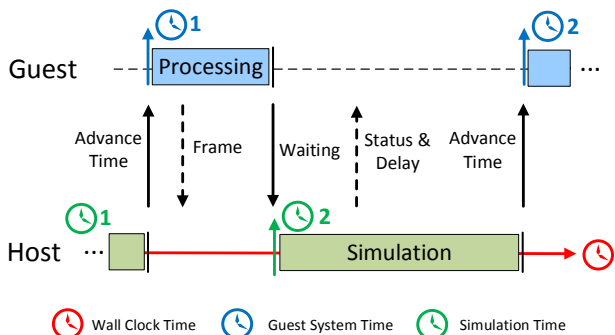 1
2
Guest
Processing
...
Advance
Time
Frame
Waiting
Status &
Delay
Advance
Time
1
2
Host
...
Simulation
Wall Clock Time
Guest System Time
Simulation Time